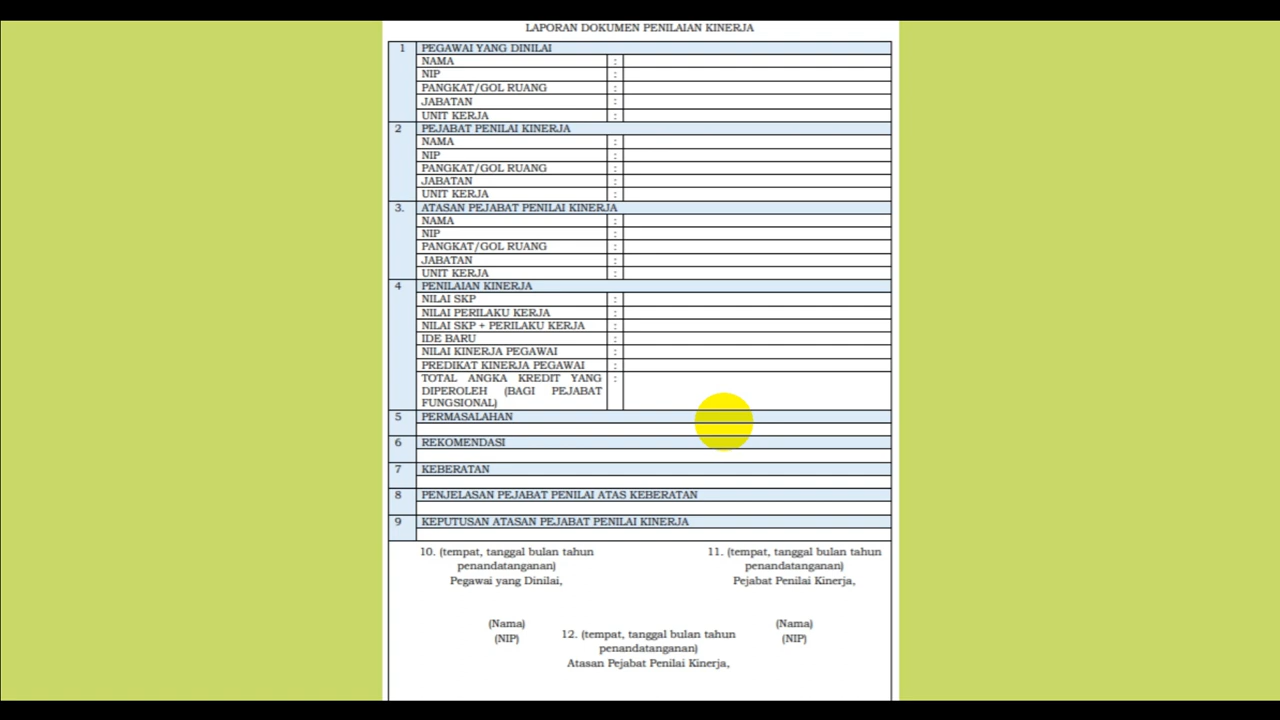 LAPORAN DOKUMEN PENILAIAN KINERJA
1 PEGAWAI YANG DINILAI
NAMA :
NIP :
PANGKAT/GOL RUANG :
JABATAN :
UNIT KERJA :
2 PEJABAT PENILAI KINERJA
NAMA :
NIP :
PANGKAT/GOL RUANG :
JABATAN :
UNIT KERJA :
3. ATASAN PEJABAT PENILAI KINERJA
NAMA :
NIP :
PANGKAT/GOL RUANG :
JABATAN :
UNIT KERJA :
4 PENILAIAN KINERJA
NILAI SKP :
NILAI PERILAKU KERJA :
NILAI SKP + PERILAKU KERJA :
IDE BARU :
NILAI KINERJA PEGAWAI :
PREDIKAT KINERJA PEGAWAI :
TOTAL ANGKA KREDIT YANG :
DIPEROLEH (BAGI PEJABAT
FUNGSIONAL)
5 PERMASALAHAN
6 REKOMENDASI
7 KEBERATAN
8 PENJELASAN PEJABAT PENILAI ATAS KEBERATAN
9 KEPUTUSAN ATASAN PEJABAT PENILAI KINERJA
10. (tempat, tanggal bulan tahun
penandatanganan)
Pegawai yang Dinilai,
(Nama)
(NIP)
11. (tempat, tanggal bulan tahun
penandatanganan)
Pejabat Penilai Kinerja,
(Nama)
(NIP)
12. (tempat, tanggal bulan tahun
penandatanganan)
Atasan Pejabat Penilai Kinerja,